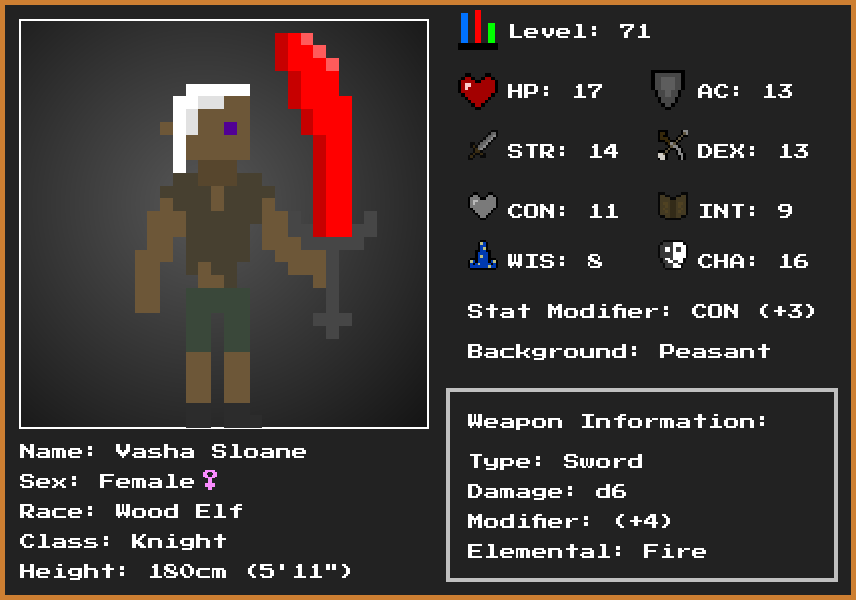 Level: 71
HP: 17
AC: 13
STR: 14
DEX: 13
CON: 11
INT: 9
WIS: 8
CHA: 16
Stat Modifier: CON (+3)
Background: Peasant
Weapon Information:
Type: Sword
Damage: d6
Modifier: (+4)
Elemental: Fire
Name: Vasha Sloane
Sex: Female♀
Race: Wood Elf
Class: Knight
Height: 180cm (5'11")